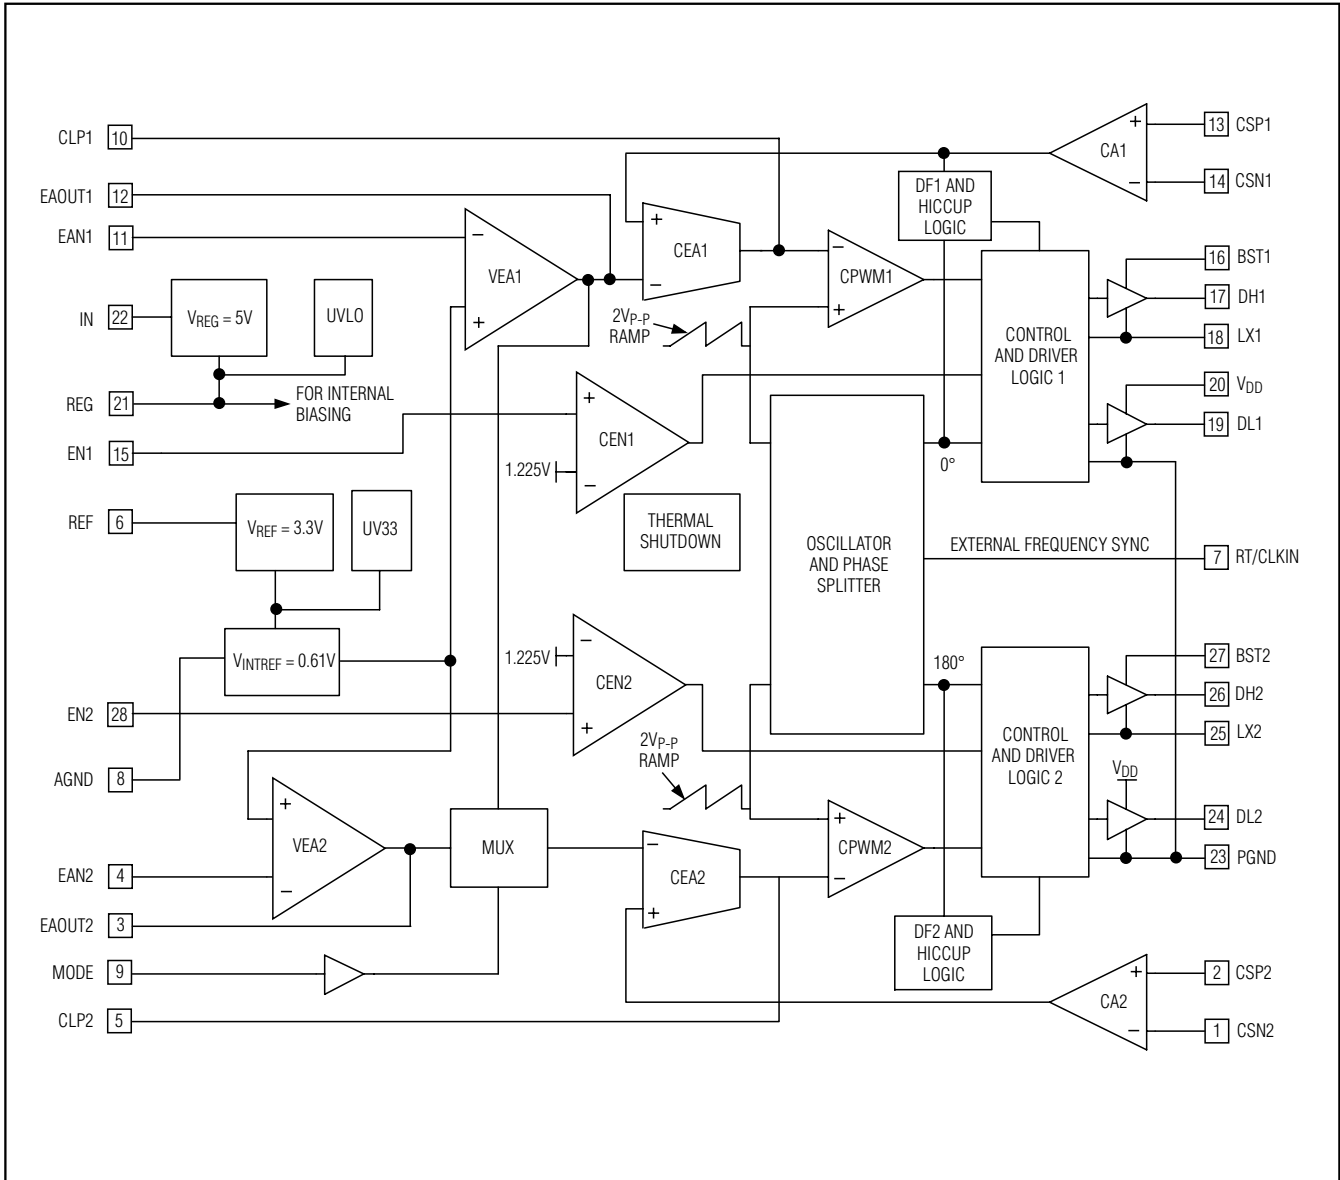 CLP1 10
EAOUT1 12
EAN1 11
IN 22
REG 21
EN1 15
REF 6
EN2 28
AGND 8
EAN2 4
EAOUT2 3
MODE 9
CLP2 5
VREG = 5V
UVLO
FOR INTERNAL
BIASING
VREF = 3.3V
UV33
VINTREF = 0.61V
−
VEA1
+
+
VEA2
−
MUX
+
CEA1
−
2VP-P
RAMP
+
CEN1
1.225V
−
THERMAL
SHUTDOWN
−
1.225V
CEN2
+
2VP-P
RAMP
−
CEA2
+
−
CPWM1
+
OSCILLATOR
AND PHASE
SPLITTER
0°
EXTERNAL FREQUENCY SYNC
180°
+
CPWM2
−
DF1 AND
HICCUP
LOGIC
CONTROL
AND DRIVER
LOGIC 1
CONTROL
AND DRIVER
LOGIC 2
VDD
DF2 AND
HICCUP
LOGIC
+
CA1
−
+
CA2
−
13 CSP1
14 CSN1
16 BST1
17 DH1
18 LX1
20 VDD
19 DL1
7 RT/CLKIN
27 BST2
26 DH2
25 LX2
24 DL2
23 PGND
2 CSP2
1 CSN2